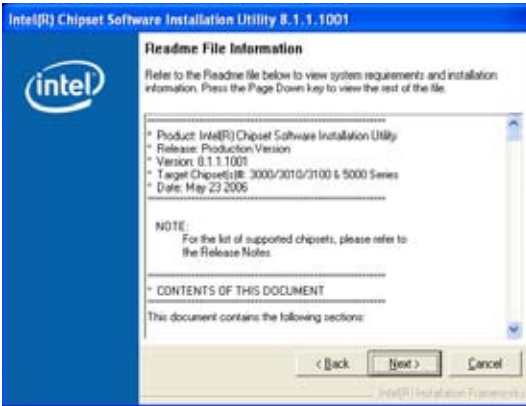 Intel(R) Chipset Software Installation Utility 8.1.1.1001
intel
Readme File Information
Refer to the Readme file below to view system requirements and installation
information. Press the Page Down key to view the rest of the file.
************************************************************
* Product: Intel(R) Chipset Software Installation Utility
* Release: Production Version
* Version: 8.1.1.1001
* Target Chipset(s)#: 3000/3010/3100 & 5000 Series
* Date: May 23 2006
************************************************************
NOTE:
For the list of supported chipsets, please refer to
the Release Notes
************************************************************
* CONTENTS OF THIS DOCUMENT
************************************************************
This document contains the following sections:
< Back
Next >
Cancel
Intel(R) Installation Framework